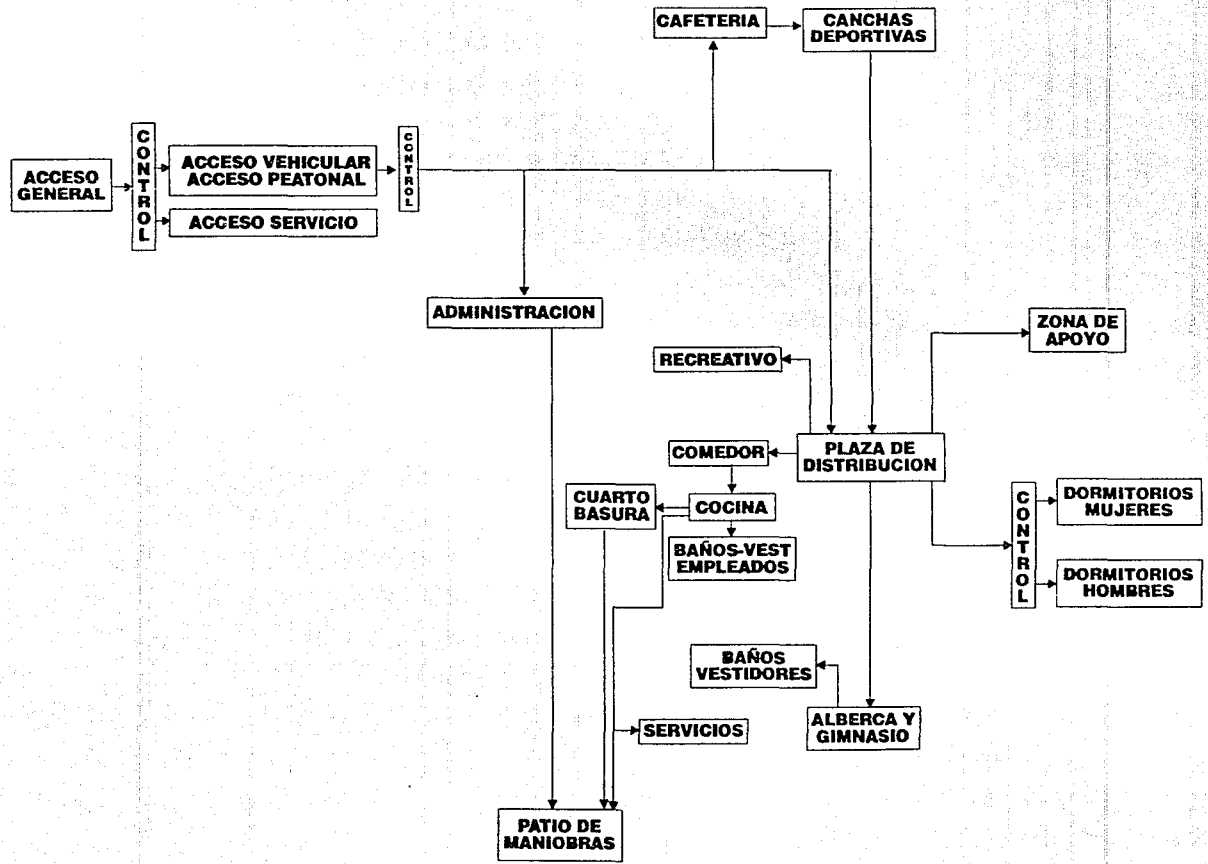 CAFETERIA
CANCHAS
DEPORTIVAS
CONTROL
ACCESO VEHICULAR
ACCESO PEATONAL
CONTROL
ACCESO
GENERAL
ACCESO SERVICIO
ADMINISTRACION
ZONA DE
APOYO
RECREATIVO
COMEDOR
PLAZA DE
DISTRIBUCION
CUARTO
BASURA
COCINA
CONTROL
DORMITORIOS
MUJERES
BAÑOS-VEST
EMPLEADOS
DORMITORIOS
HOMBRES
BAÑOS
VESTIDORES
SERVICIOS
ALBERCA Y
GIMNASIO
PATIO DE
MANIOBRAS